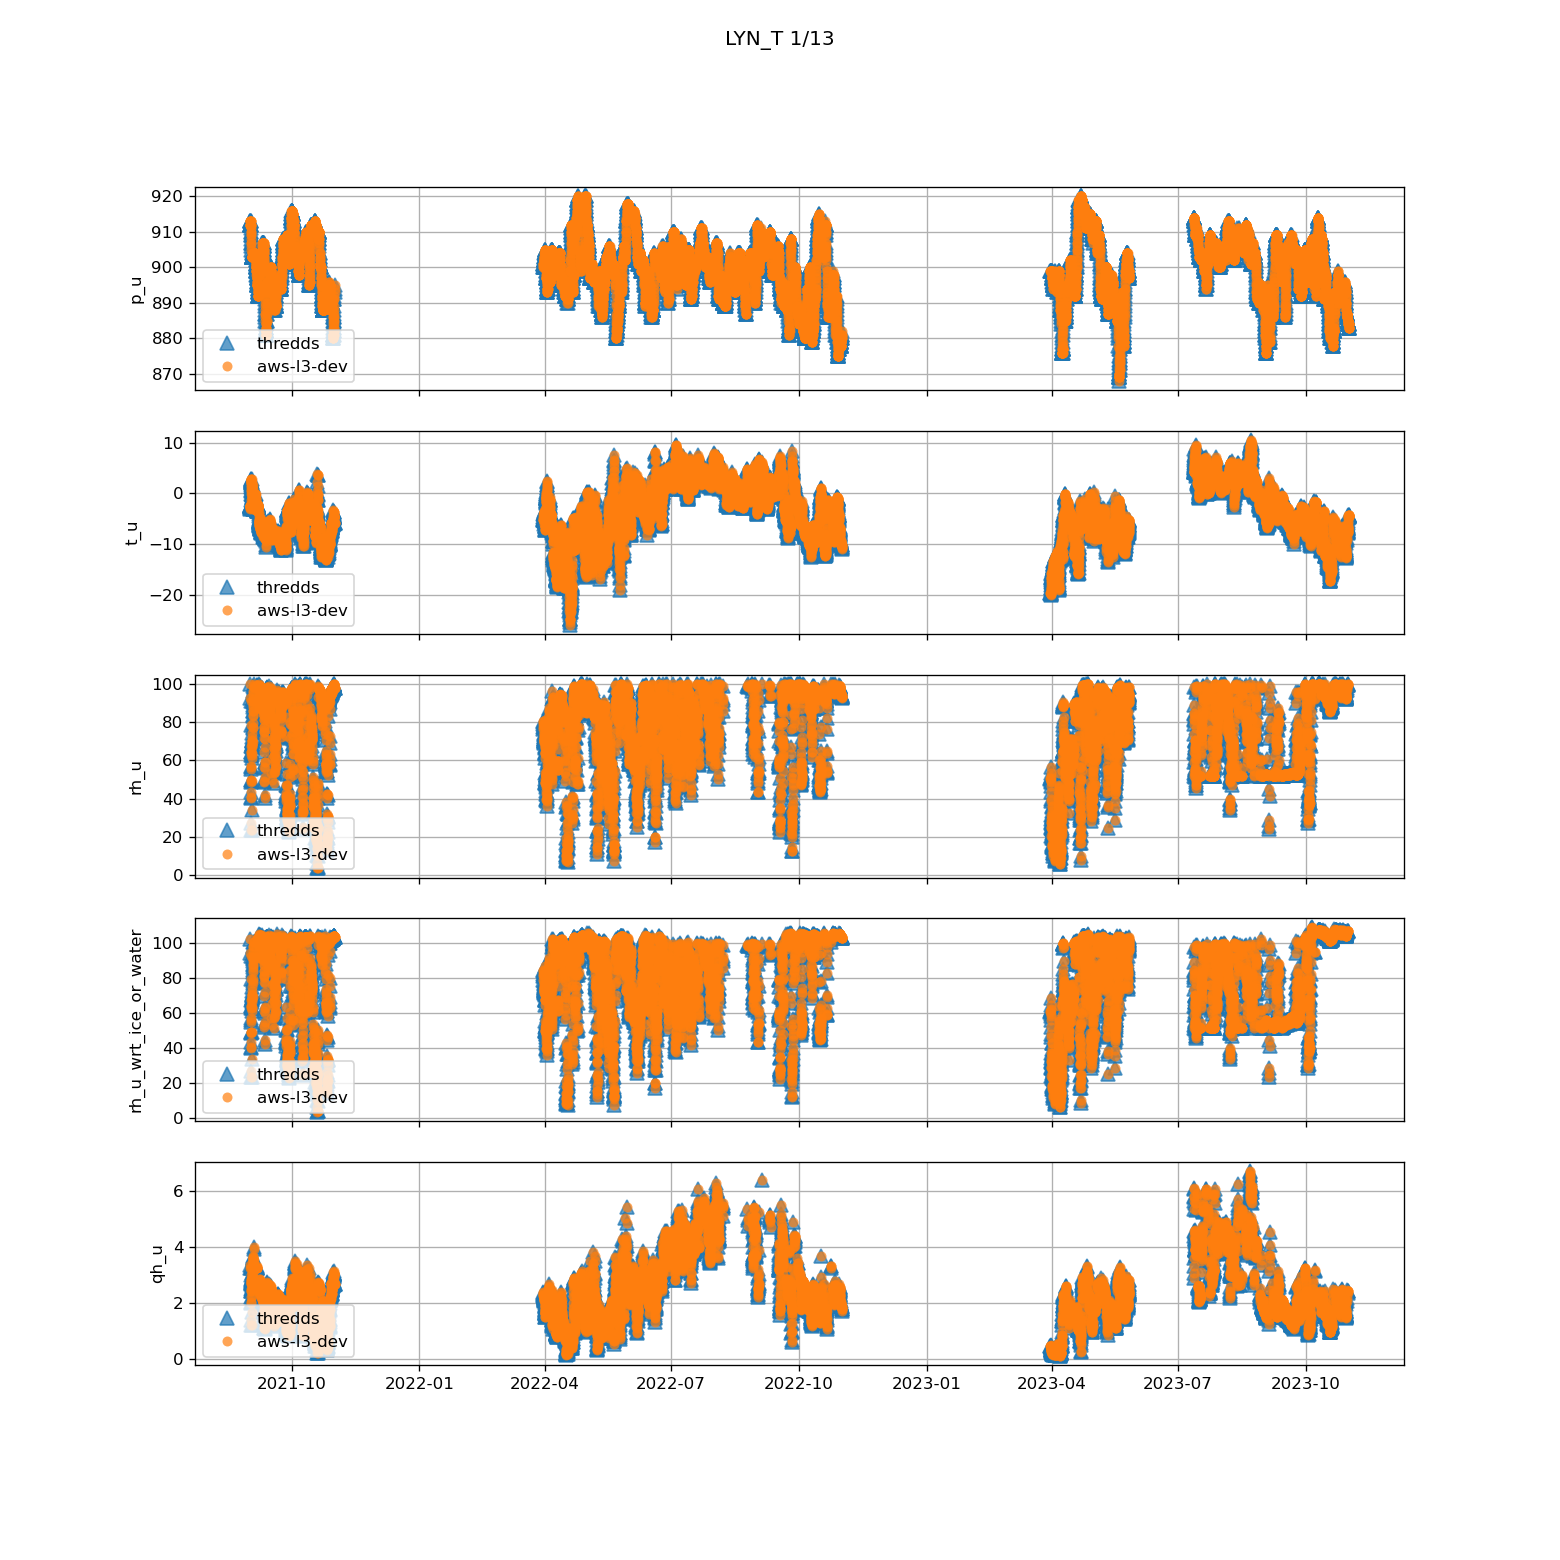 LYN_T 1/13
920
910
900
890
880
870
p_u
thredds
aws-l3-dev
10
0
−10
−20
t_u
thredds
aws-l3-dev
100
80
60
40
20
0
rh_u
thredds
aws-l3-dev
100
80
60
40
20
0
rh_u_wrt_ice_or_water
thredds
aws-l3-dev
6
4
2
0
qh_u
thredds
aws-l3-dev
2021-10 2022-01 2022-04 2022-07 2022-10 2023-01 2023-04 2023-07 2023-10